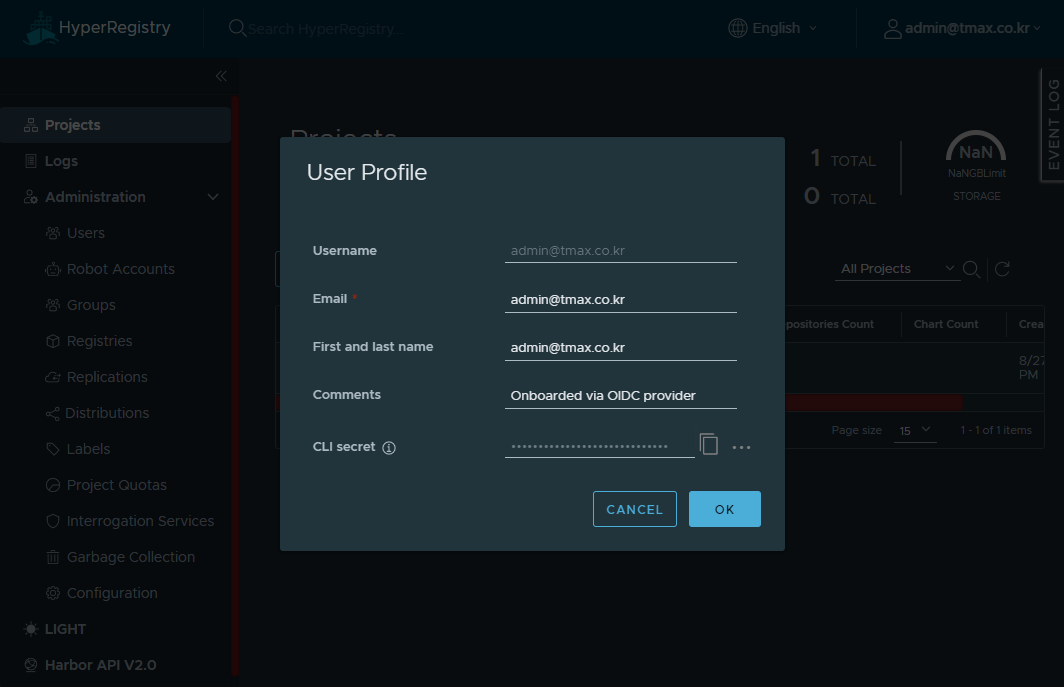 HyperRegistry
Search HyperRegistry...
English
admin@tmax.co.kr
EVENT LOG
Projects
Logs
Administration
Users
Robot Accounts
Groups
Registries
Replications
Distributions
Labels
Project Quotas
Interrogation Services
Garbage Collection
Configuration
LIGHT
Harbor API V2.0
Projects
1 TOTAL
0 TOTAL
NaN
NaNGBLimit
STORAGE
All Projects
positories Count
Chart Count
Crea
8/27
PM
Page size
15
1 - 1 of 1 items
User Profile
Username
admin@tmax.co.kr
Email *
admin@tmax.co.kr
First and last name
admin@tmax.co.kr
Comments
Onboarded via OIDC provider
CLI secret
CANCEL
OK